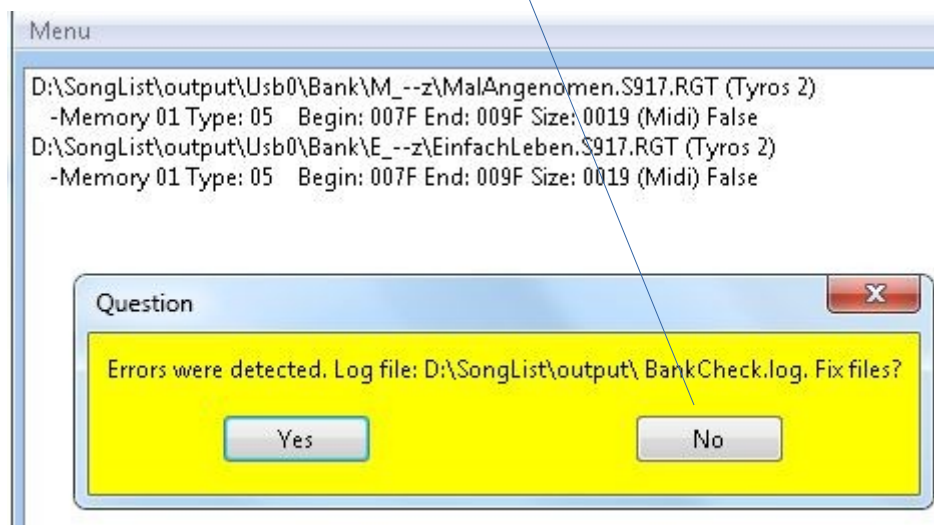 Menu
D:\SongList\output\Usb0\Bank\M_--z\MalAngenomen.S917.RGT (Tyros 2)
-Memory 01 Type: 05 Begin: 007F End: 009F Size: 0019 (Midi) False
D:\SongList\output\Usb0\Bank\E_--z\EinfachLeben.S917.RGT (Tyros 2)
-Memory 01 Type: 05 Begin: 007F End: 009F Size: 0019 (Midi) False
Question
Errors were detected. Log file: D:\SongList\output\ BankCheck.log. Fix files?
Yes No